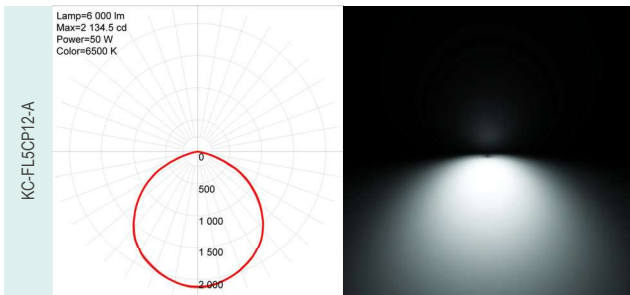 KC-FL5CP12-A
Lamp=6 000 lm
Max=2 134.5 cd
Power=50 W
Color=6500 K
0
500
1 000
1 500
2 000